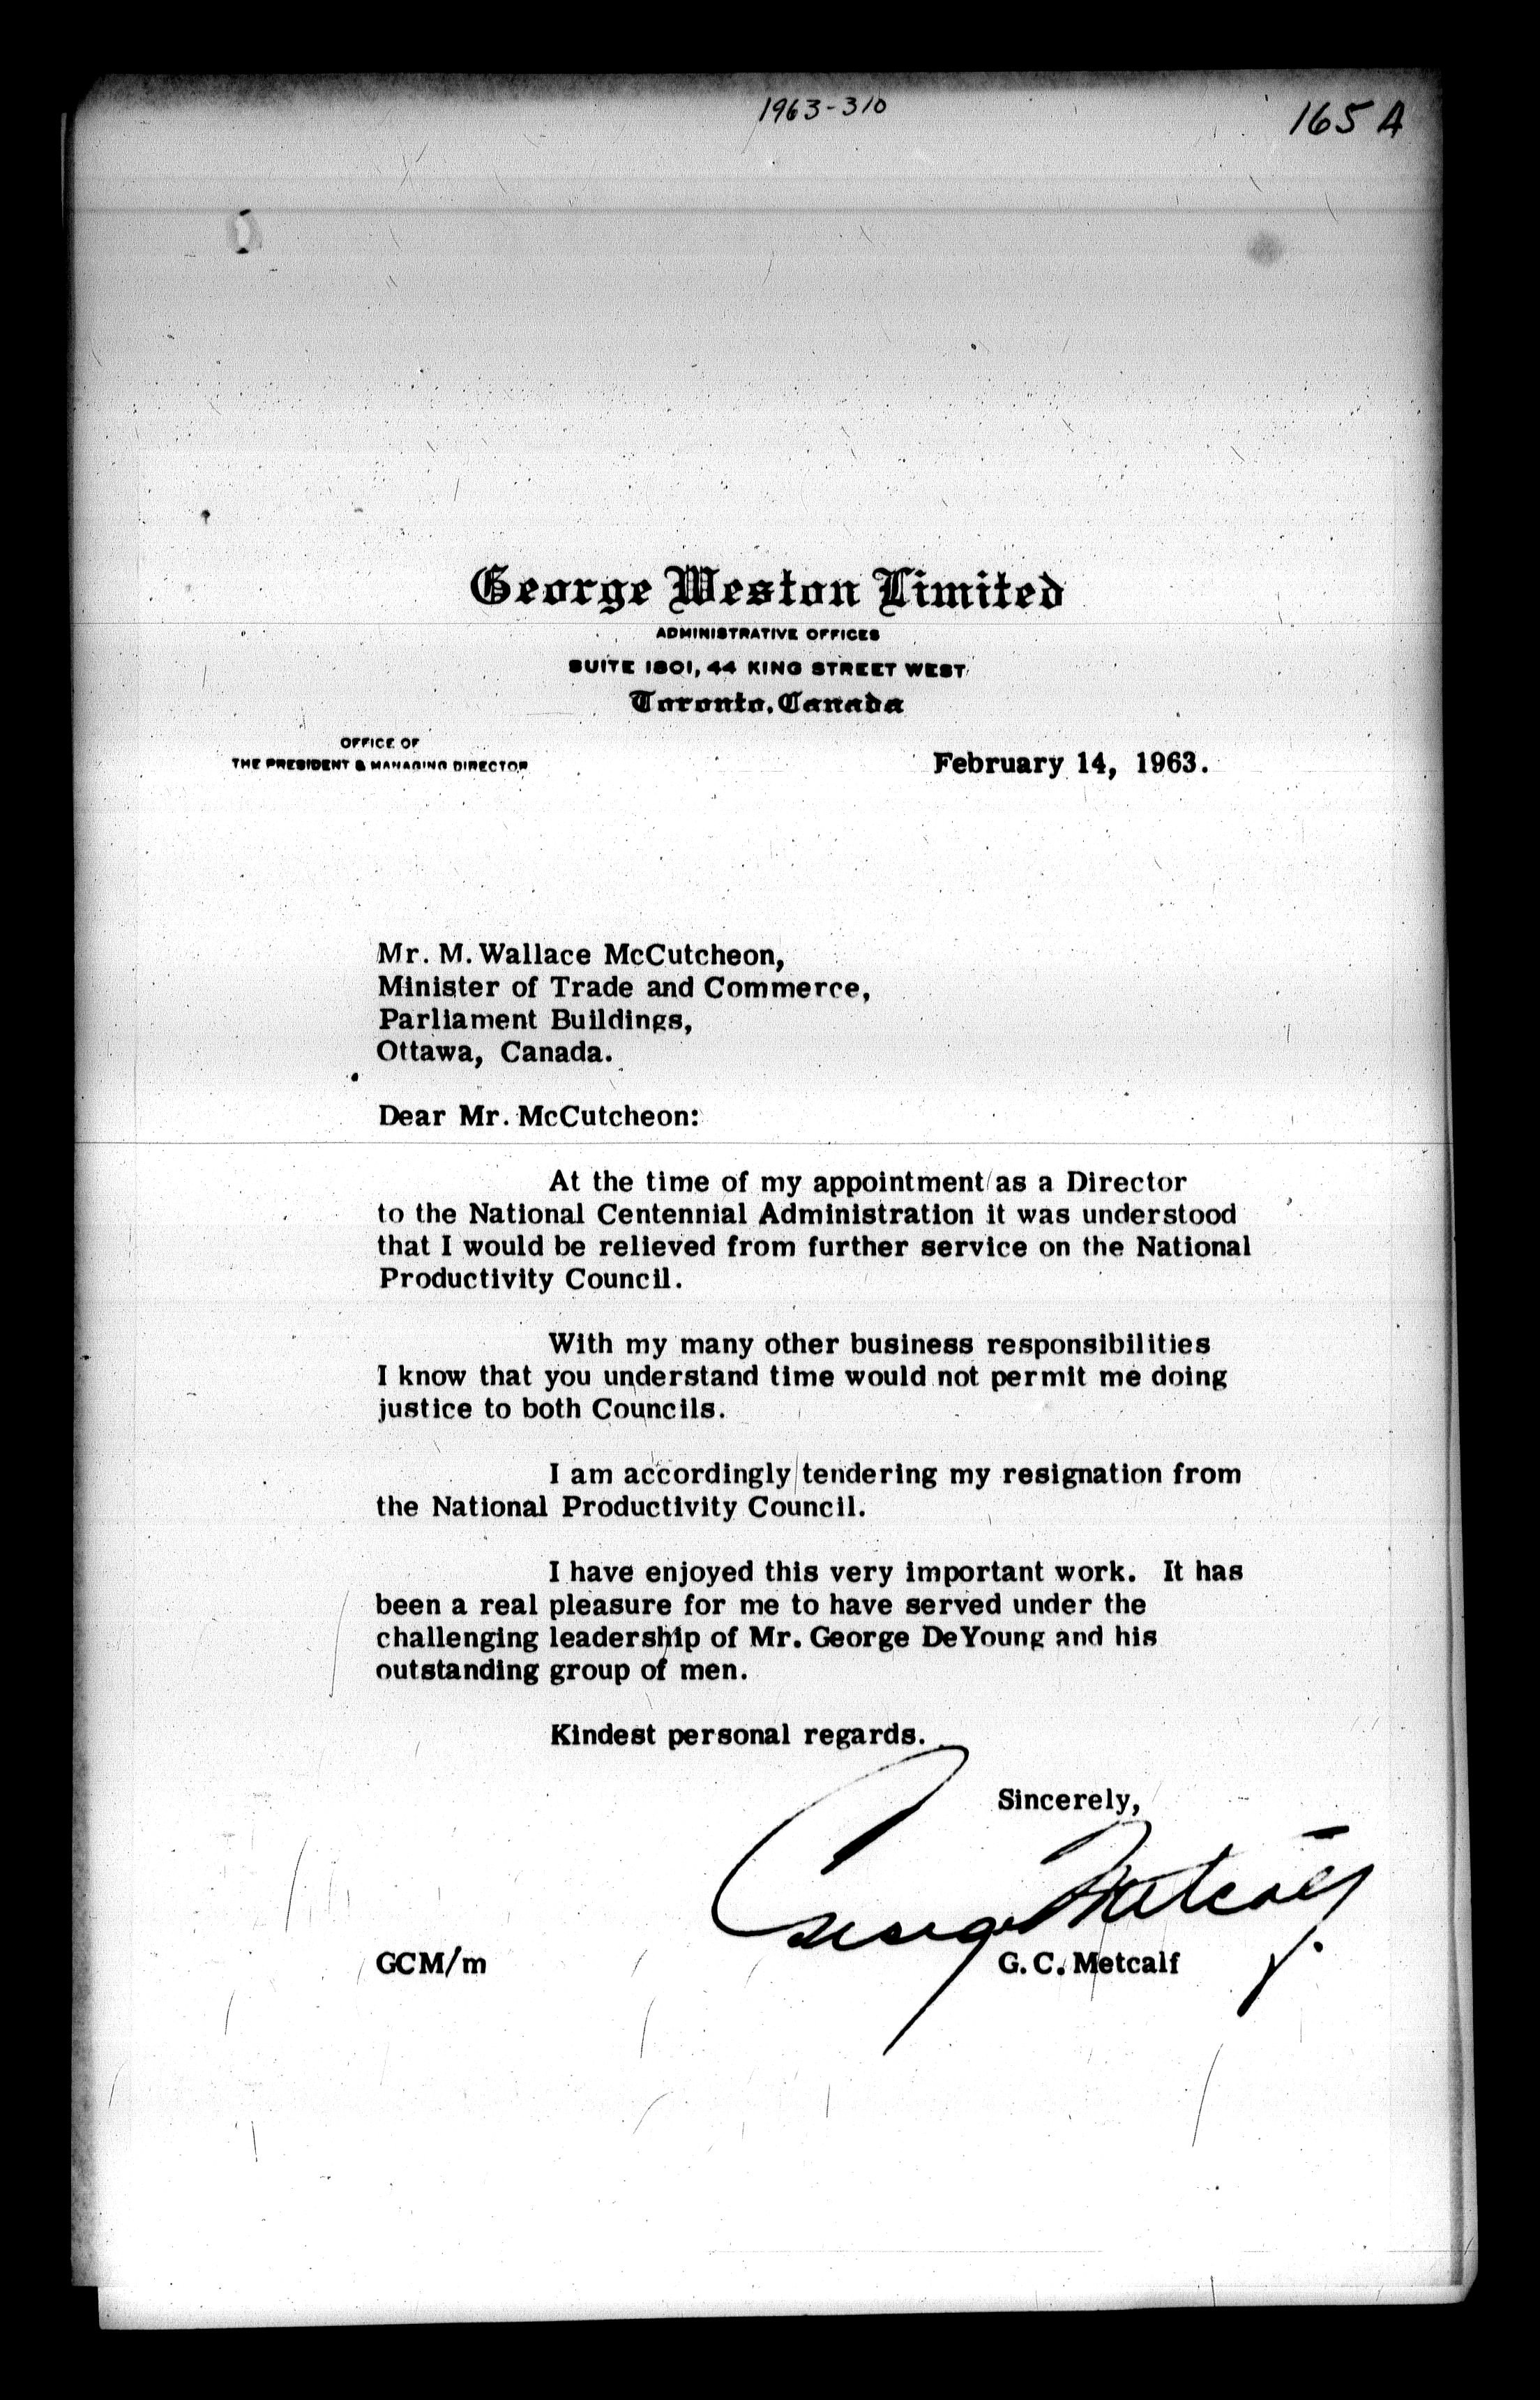 1963-310
165 A
George Weston Limited
ADMINISTRATIVE OFFICES
SUITE 1801, 44 KING STREET WEST
Toronto, Canada
OFFICE OF
THE PRESIDENT & MANAGING DIRECTOR
February 14, 1963.
Mr. M. Wallace McCutcheon,
Minister of Trade and Commerce,
Parliament Buildings,
Ottawa, Canada.
Dear Mr. McCutcheon:
At the time of my appointment as a Director
to the National Centennial Administration it was understood
that I would be relieved from further service on the National
Productivity Council.
With my many other business responsibilities
I know that you understand time would not permit me doing
justice to both Councils.
I am accordingly tendering my resignation from
the National Productivity Council.
I have enjoyed this very important work. It has
been a real pleasure for me to have served under the
challenging leadership of Mr. George DeYoung and his
outstanding group of men.
Kindest personal regards.
Sincerely,
George Metcalf
GCM/m
G. C. Metcalf